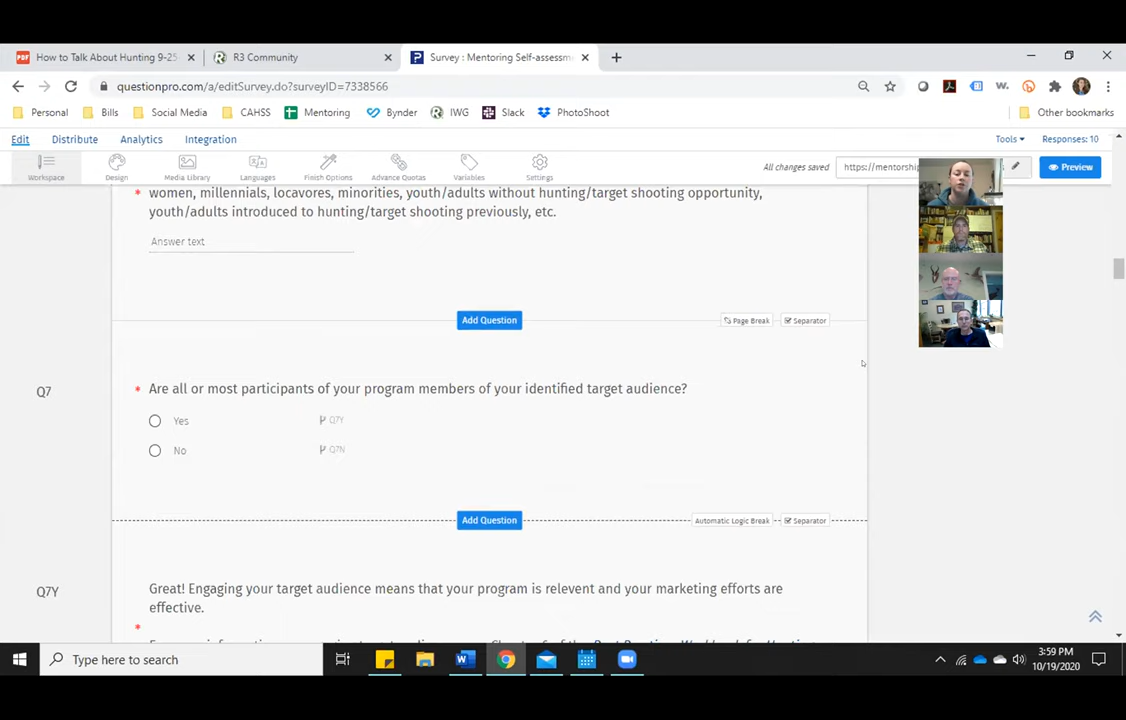 How to Talk About Hunting 9-25
R3 Community
Survey : Mentoring Self-assessm
questionpro.com/a/editSurvey.do?surveyID=7338566
Personal
Bills
Social Media
CAHSS
Mentoring
Bynder
IWG
Slack
PhotoShoot
Other bookmarks
Edit
Distribute
Analytics
Integration
Tools
Responses: 10
Workspace
Design
Media Library
Languages
Finish Options
Advance Quotas
Variables
Settings
All changes saved
https://mentorship
Preview
* women, millennials, locavores, minorities, youth/adults without hunting/target shooting opportunity,
youth/adults introduced to hunting/target shooting previously, etc.
Answer text
Add Question
Page Break
Separator
Q7
* Are all or most participants of your program members of your identified target audience?
Yes
Q7Y
No
Q7N
Add Question
Automatic Logic Break
Separator
Q7Y
Great! Engaging your target audience means that your program is relevent and your marketing efforts are
effective.
*
Type here to search
3:59 PM
10/19/2020